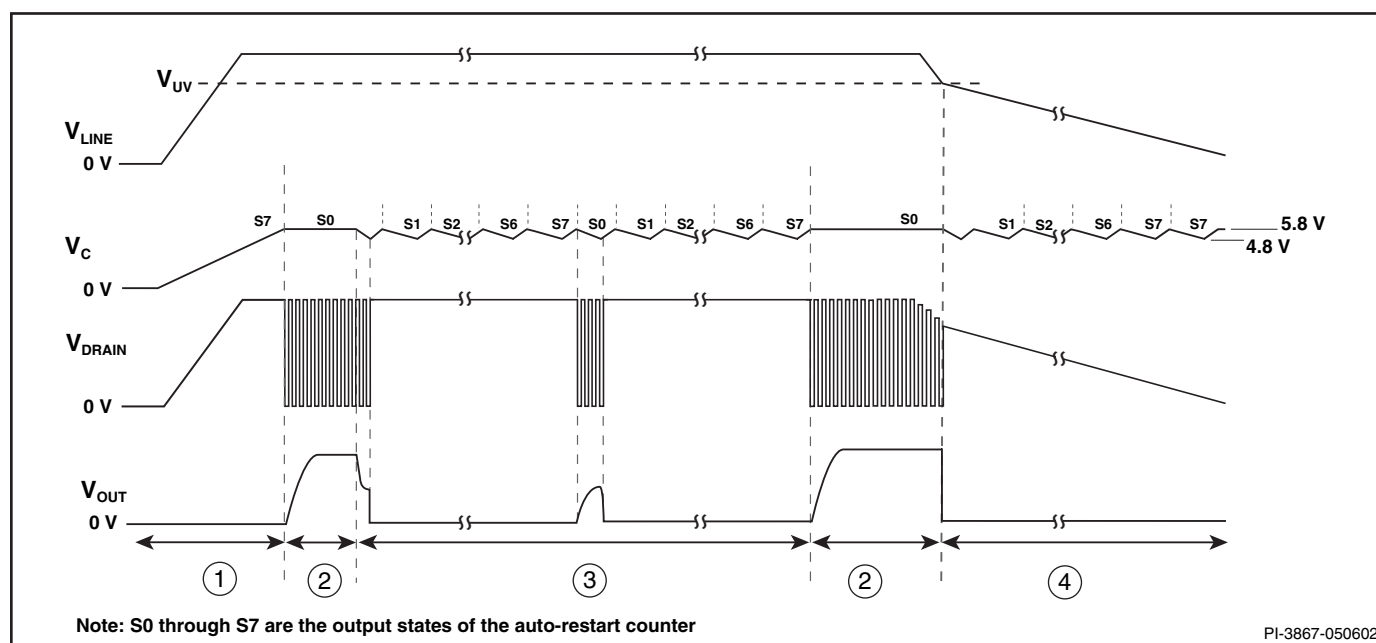 V_UV
V_LINE
0 V
S7 S0 S1 S2 S6 S7 S0 S1 S2 S6 S7 S0 S1 S2 S6 S7 S7 5.8 V
4.8 V
V_C
0 V
V_DRAIN
0 V
V_OUT
0 V
1 2 3 2 4
Note: S0 through S7 are the output states of the auto-restart counter
PI-3867-050602